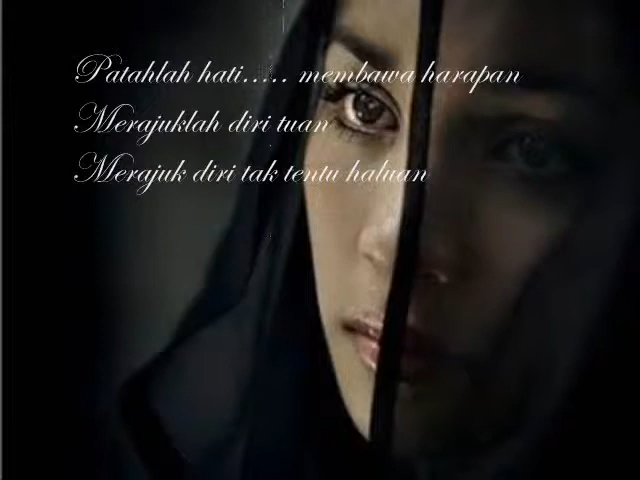 Patahlah hati..... membawa harapan
Merajuklah diri tuan
Merajuk diri tak tentu haluan